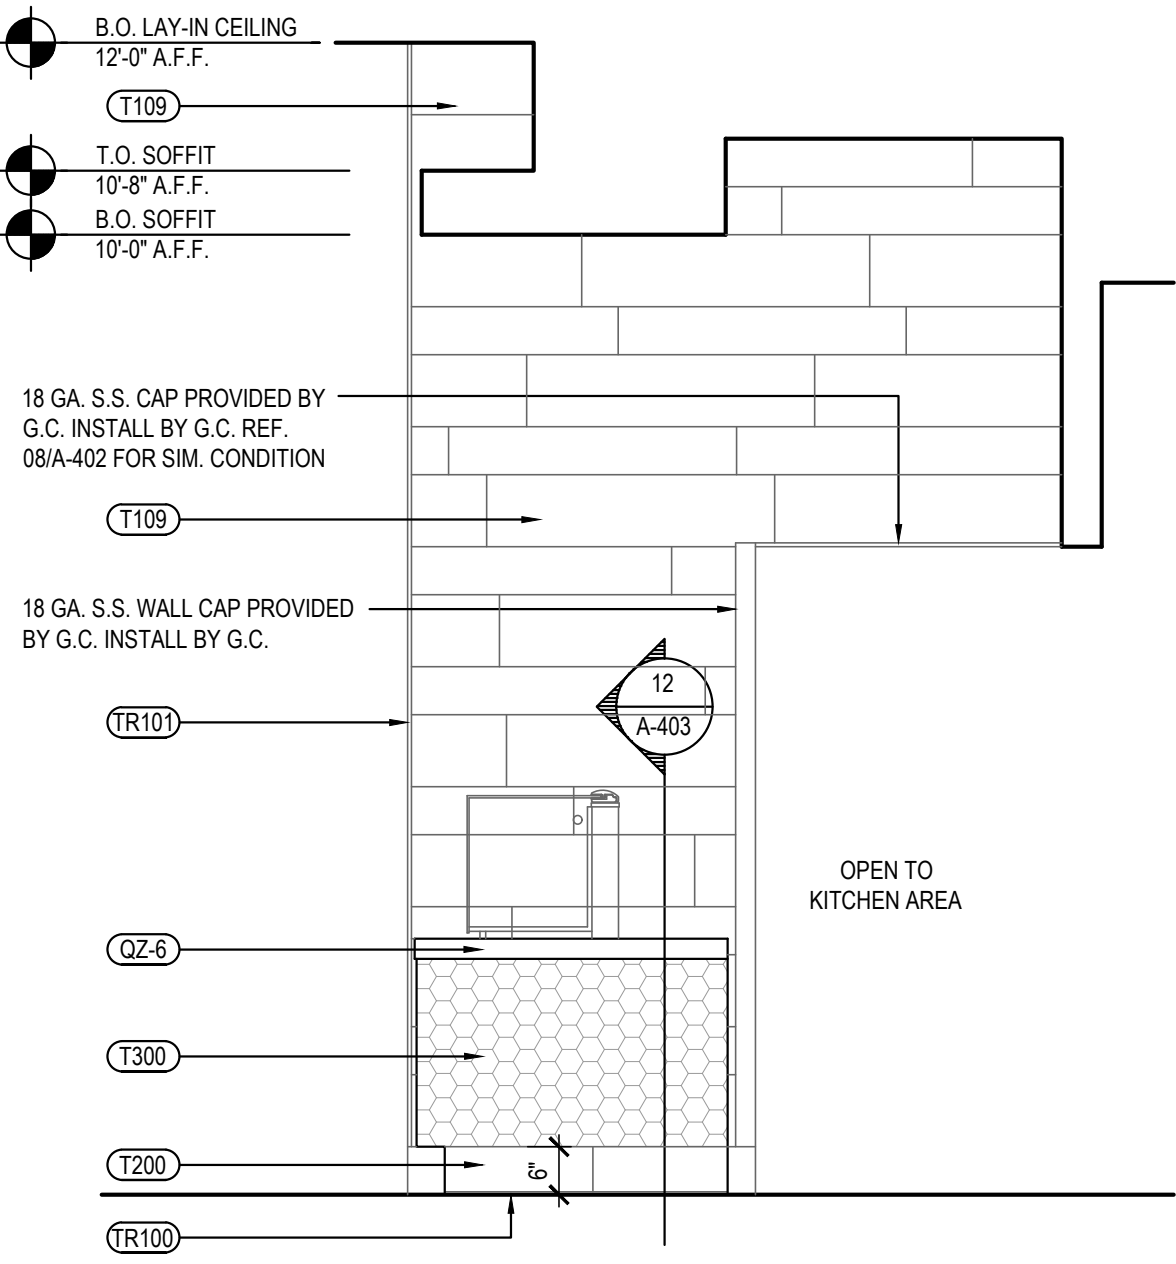 B.O. LAY-IN CEILING
12'-0" A.F.F.
T109
T.O. SOFFIT
10'-8" A.F.F.
B.O. SOFFIT
10'-0" A.F.F.
18 GA. S.S. CAP PROVIDED BY
G.C. INSTALL BY G.C. REF.
08/A-402 FOR SIM. CONDITION
T109
18 GA. S.S. WALL CAP PROVIDED
BY G.C. INSTALL BY G.C.
12
A-403
TR101
OPEN TO
KITCHEN AREA
QZ-6
T300
T200
6"
TR100